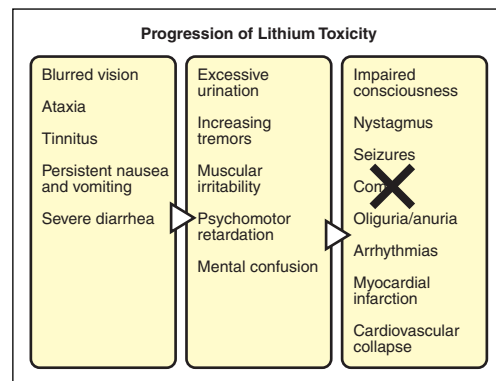 Progression of Lithium Toxicity
Blurred vision
Ataxia
Tinnitus
Persistent nausea
and vomiting
Severe diarrhea
Excessive
urination
Increasing
tremors
Muscular
irritability
Psychomotor
retardation
Mental confusion
Impaired
consciousness
Nystagmus
Seizures
Oliguria/anuria
Arrhythmias
Myocardial
infarction
Cardiovascular
collapse